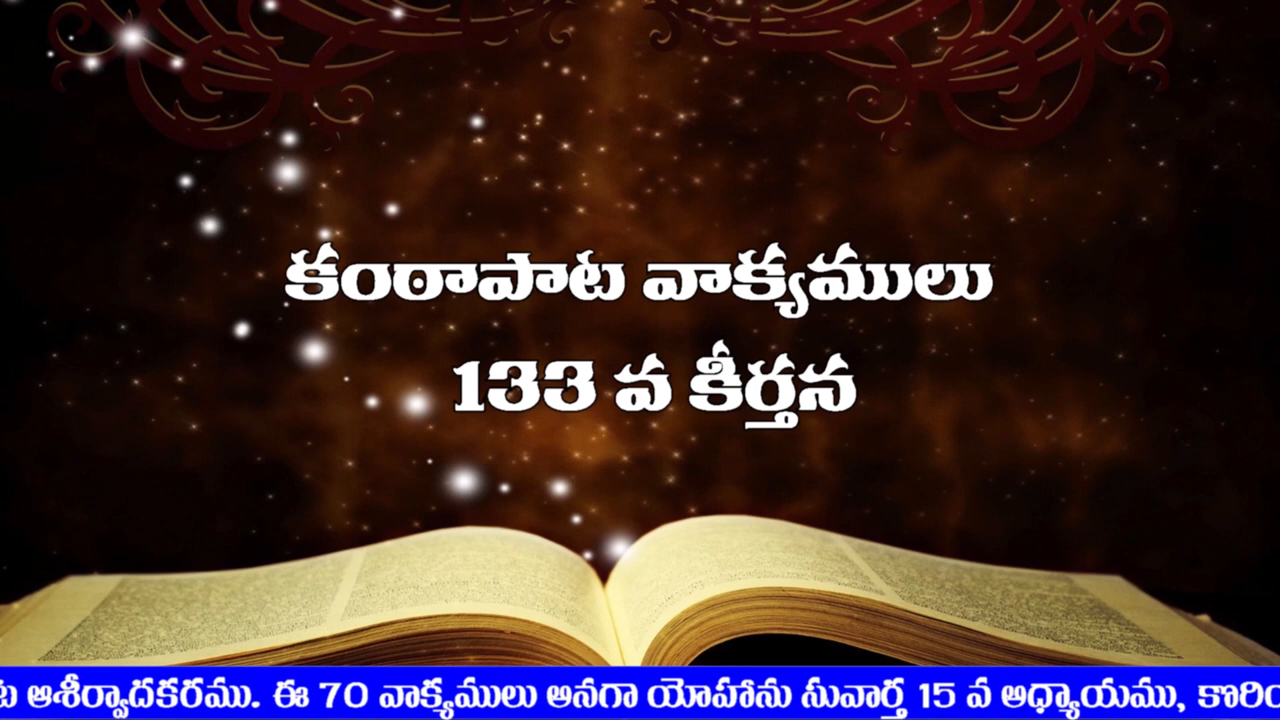 కంఠాపాట వాక్యములు
133 వ కీర్తన
ఆశీర్వాదకరము. ఈ 70 వాక్యములు అనగా యోహాను సువార్త 15 వ అధ్యాయము,